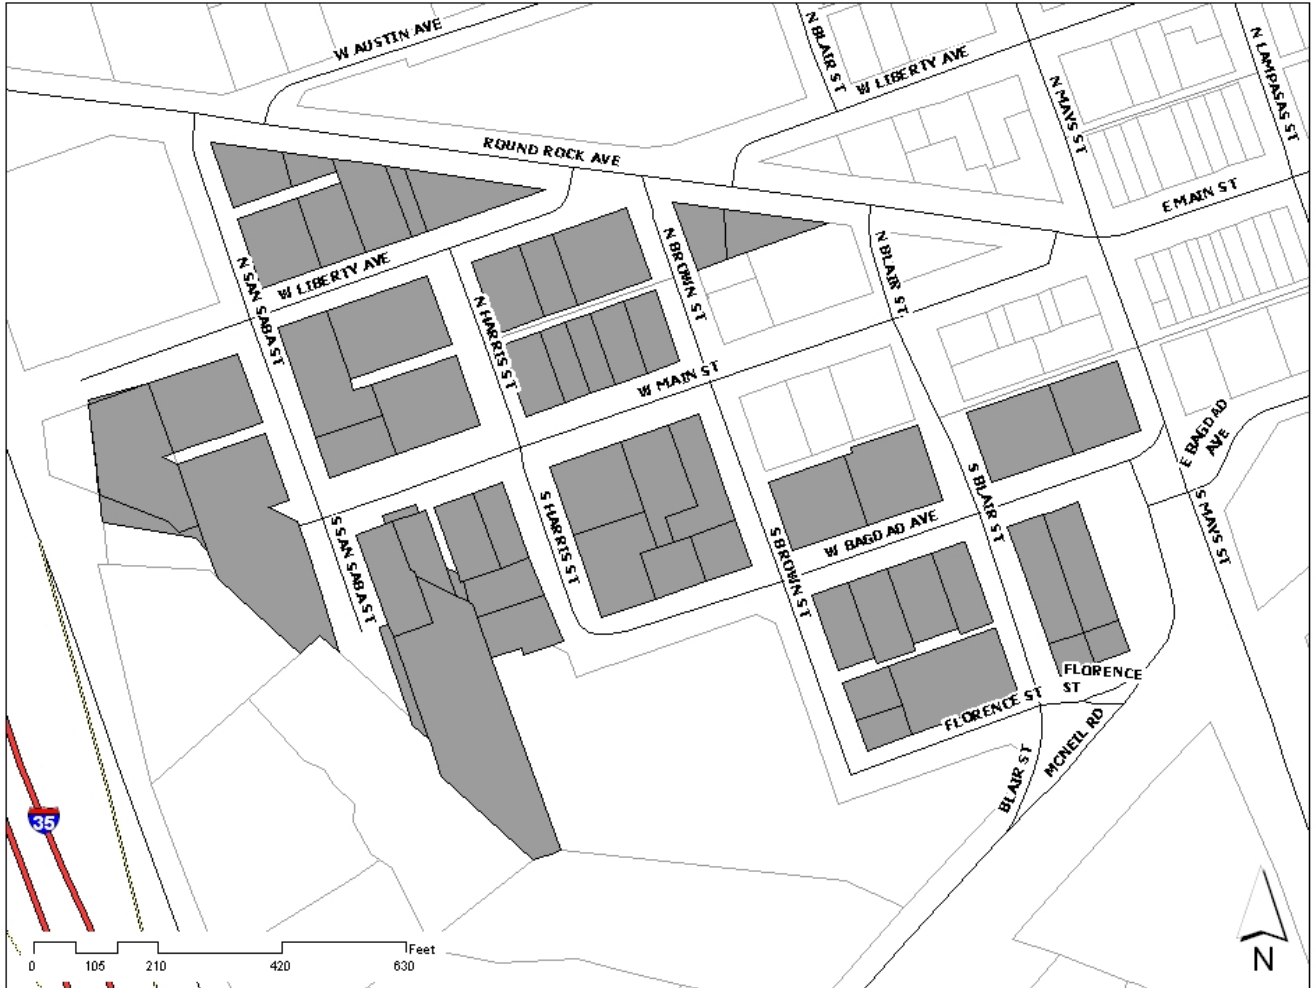 W AUSTIN AVE
N BLAIR ST
W LIBERTY AVE
N MAYS ST
N LAMPASAS ST
ROUND ROCK AVE
E MAIN ST
N SAN SABA ST
W LIBERTY AVE
N HARRIS ST
N BROWN ST
N BLAIR ST
W MAIN ST
E BAGDAD
AVE
S SAN SABA ST
S HARRIS ST
S BROWN ST
W BAGDAD AVE
S BLAIR ST
S MAYS ST
FLORENCE
ST
FLORENCE ST
MCNEIL RD
BLAIR ST
35
Feet
0 105 210 420 630
N